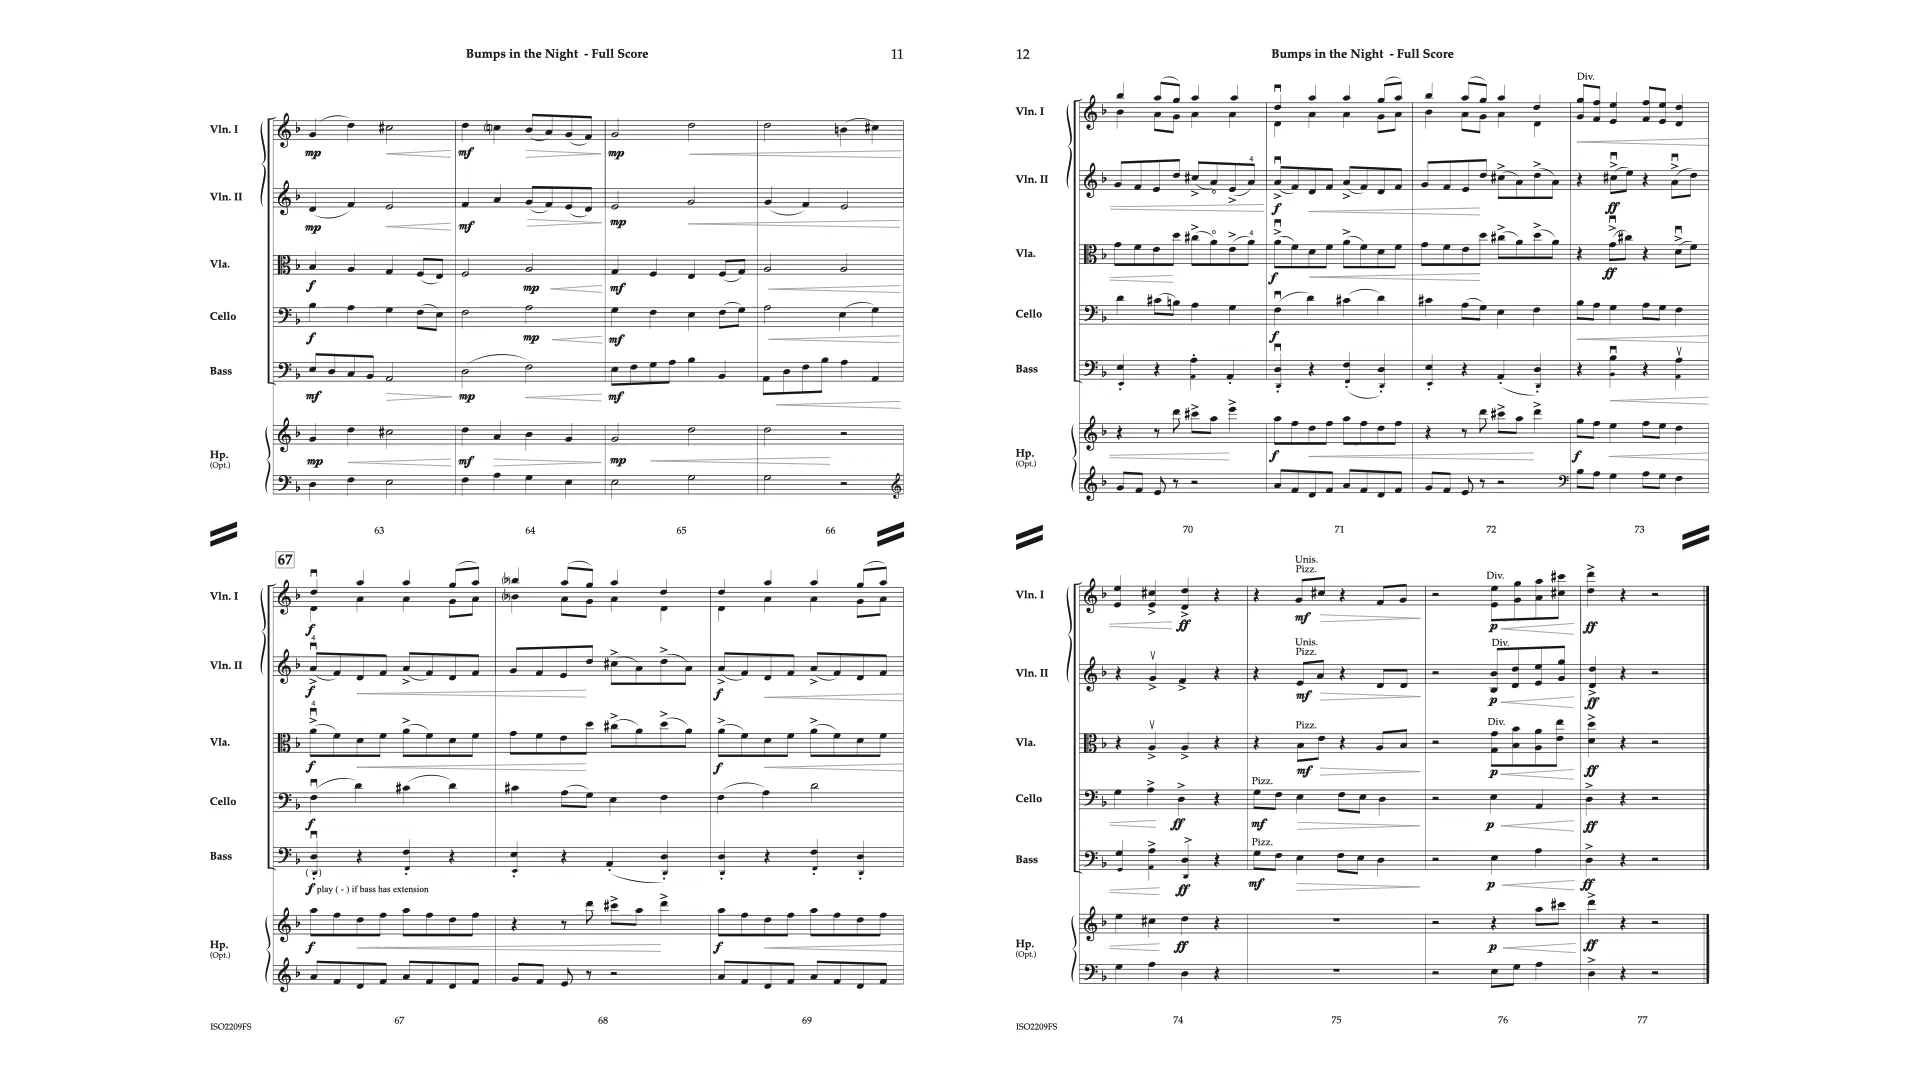 Bumps in the Night - Full Score
11
Vln. I
mp
mf
mp
Vln. II
mp
mf
mp
Vla.
f
mp
mf
Cello
f
mp
mf
Bass
mf
mp
mf
Hp.
(Opt.)
mp
mf
mp
63
64
65
66
67
Vln. I
f
4
Vln. II
f
f
4
Vla.
f
f
Cello
f
Bass
f play ( - ) if bass has extension
Hp.
(Opt.)
f
f
67
68
69
ISO2209FS
12
Bumps in the Night - Full Score
Div.
Vln. I
4
Vln. II
f
ff
4
Vla.
f
ff
Cello
f
Bass
Hp.
(Opt.)
f
f
70
71
72
73
Unis.
Pizz.
Div.
Vln. I
mf
p
ff
ff
Unis.
Pizz.
Div.
Vln. II
mf
p
ff
Pizz.
Div.
Vla.
mf
p
ff
Pizz.
Cello
ff
mf
p
ff
Pizz.
Bass
ff
mf
p
ff
Hp.
(Opt.)
ff
p
ff
74
75
76
77
ISO2209FS